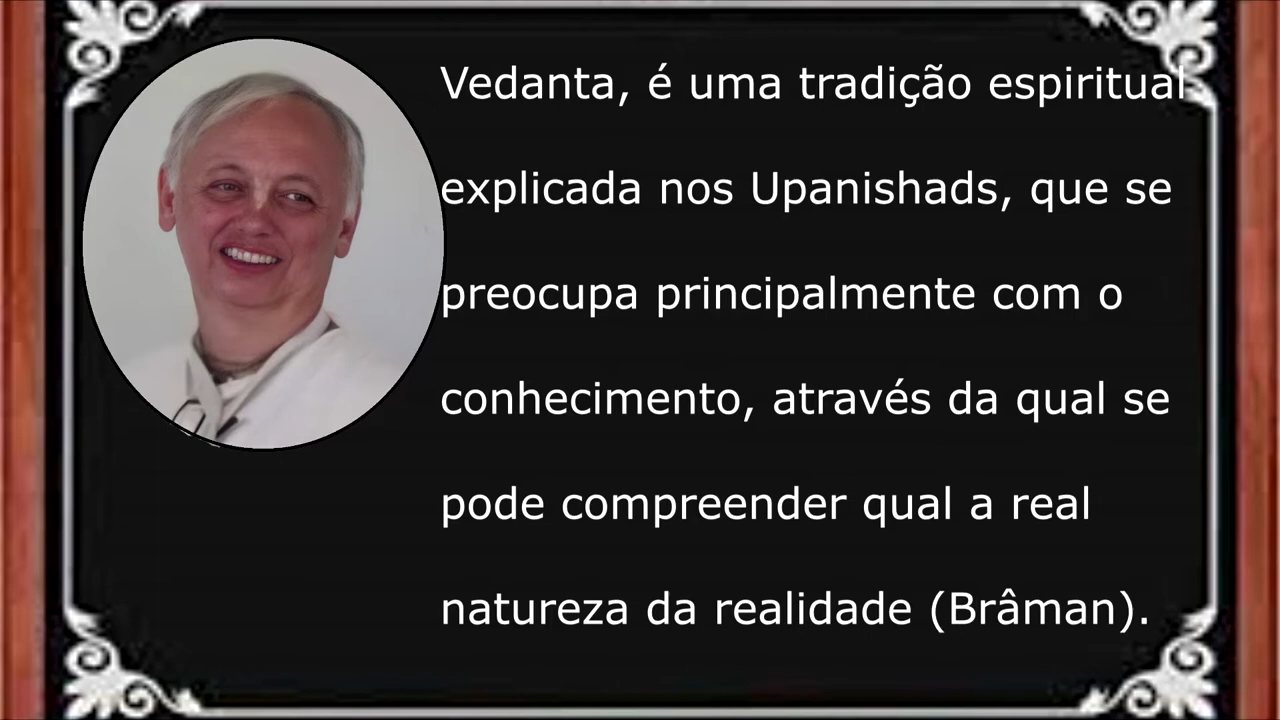 Vedanta, é uma tradição espiritual
explicada nos Upanishads, que se
preocupa principalmente com o
conhecimento, através da qual se
pode compreender qual a real
natureza da realidade (Brâman).